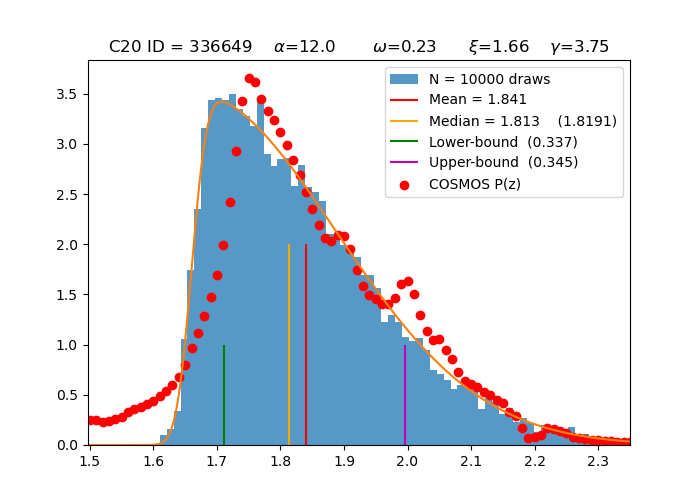 C20 ID = 336649 α=12.0 ω=0.23 ξ=1.66 γ=3.75
N = 10000 draws
Mean = 1.841
Median = 1.813 (1.8191)
Lower-bound (0.337)
Upper-bound (0.345)
COSMOS P(z)
3.5
3.0
2.5
2.0
1.5
1.0
0.5
0.0
1.5 1.6 1.7 1.8 1.9 2.0 2.1 2.2 2.3